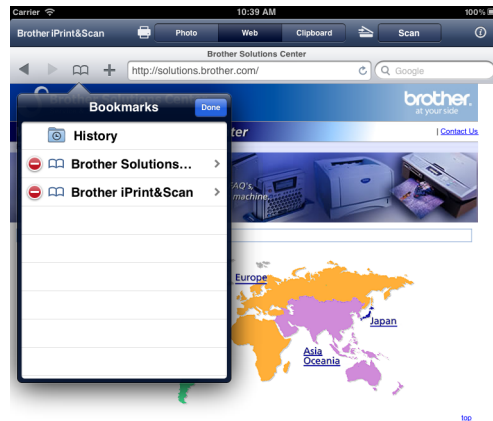 Carrier 10:39 AM 100%
Brother iPrint&Scan Photo Web Clipboard Scan
Brother Solutions Center
http://solutions.brother.com/ Google
Bookmarks Done
brother
at your side
History
ter | Contact Us
Brother Solutions...
Brother iPrint&Scan
FAQ's,
machine.
Europe
Japan
Asia
Oceania
top